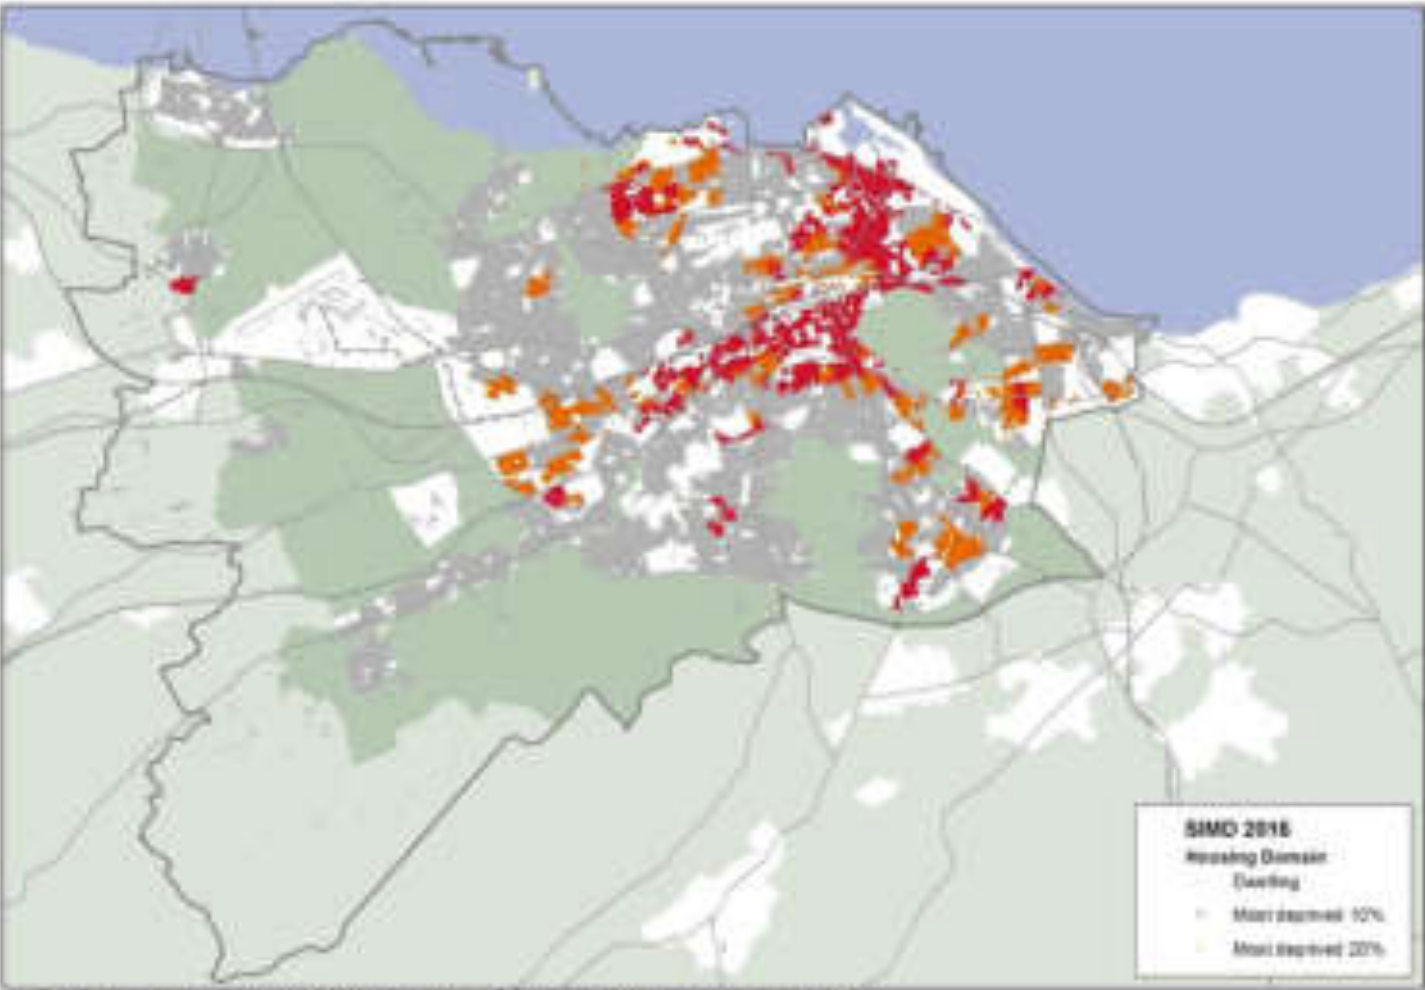 SIMD 2016
Housing Domain
Dwelling
Most deprived 10%
Most deprived 20%